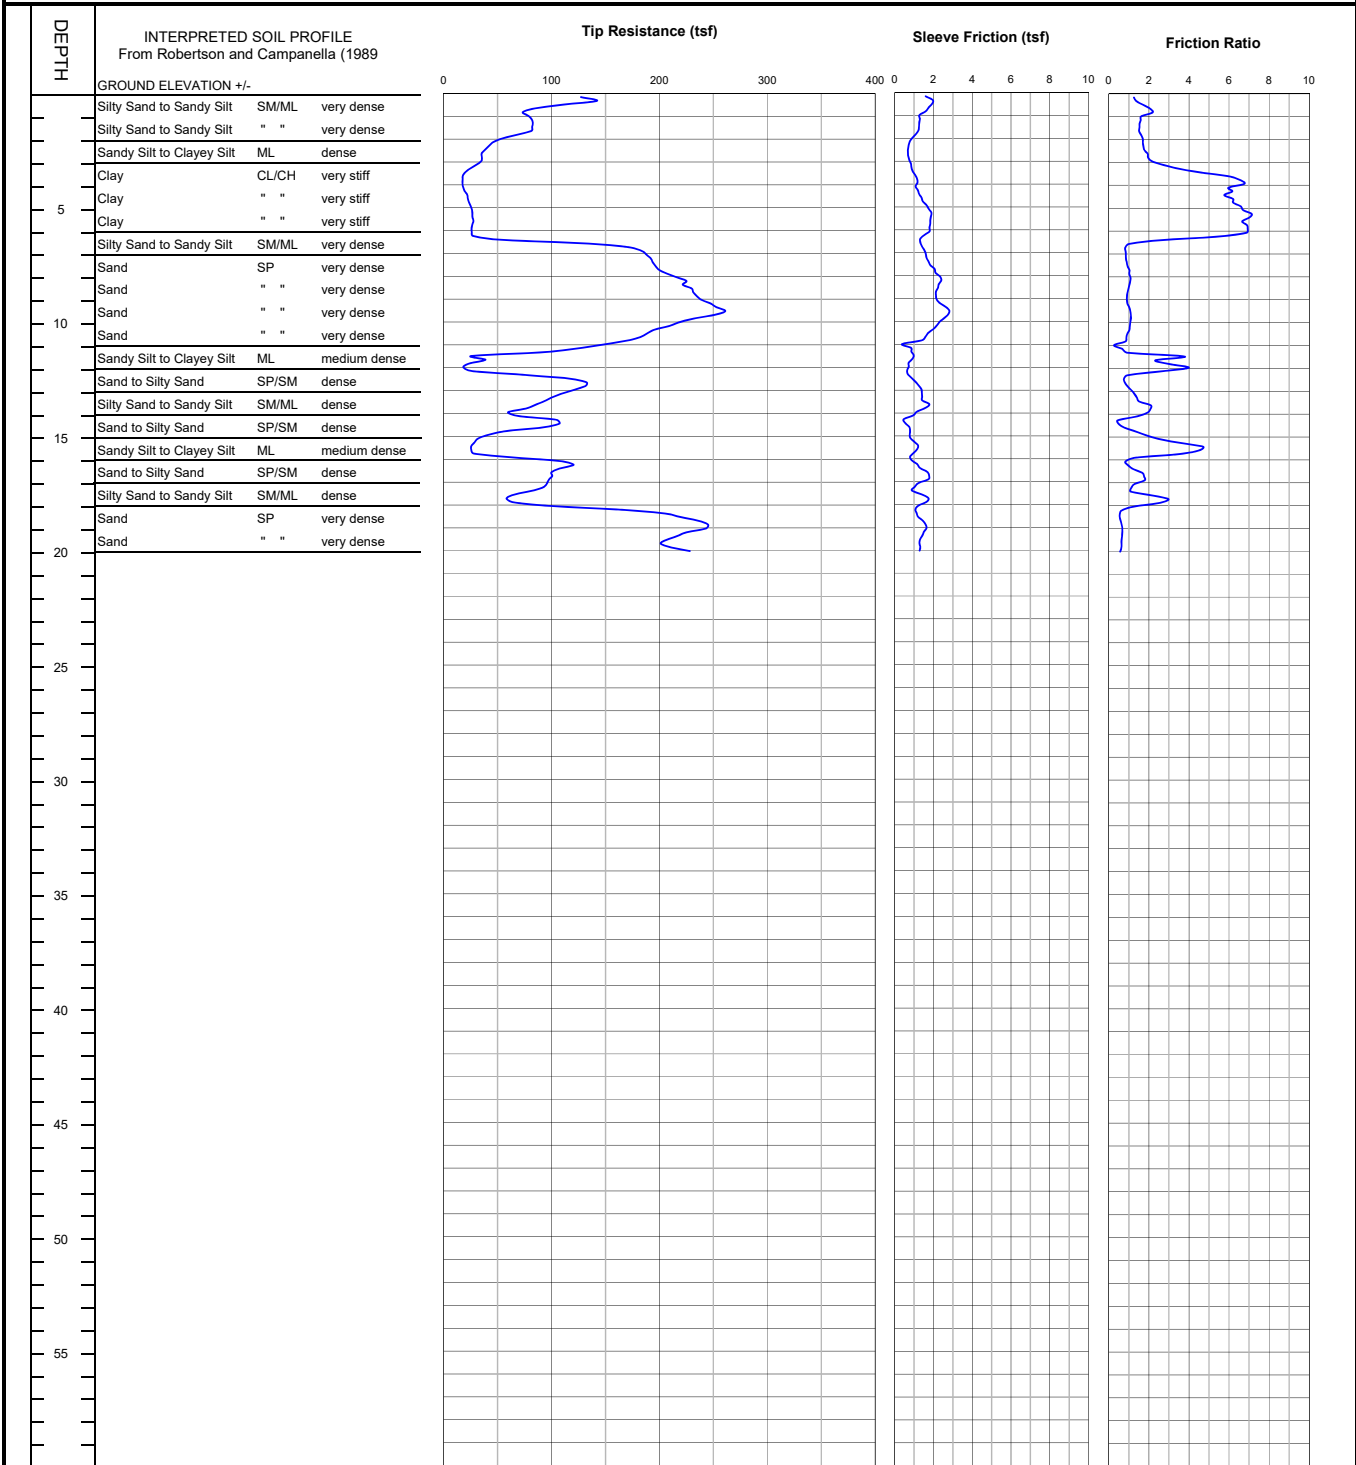 DEPTH
INTERPRETED SOIL PROFILE
From Robertson and Campanella (1989
GROUND ELEVATION +/-
Tip Resistance (tsf)
Sleeve Friction (tsf)
Friction Ratio
0 100 200 300 400
0 2 4 6 8 10
0 2 4 6 8 10
Silty Sand to Sandy Silt SM/ML very dense
Silty Sand to Sandy Silt " " very dense
Sandy Silt to Clayey Silt ML dense
Clay CL/CH very stiff
Clay " " very stiff
5
Clay " " very stiff
Silty Sand to Sandy Silt SM/ML very dense
Sand SP very dense
Sand " " very dense
Sand " " very dense
10
Sand " " very dense
Sandy Silt to Clayey Silt ML medium dense
Sand to Silty Sand SP/SM dense
Silty Sand to Sandy Silt SM/ML dense
Sand to Silty Sand SP/SM dense
15
Sandy Silt to Clayey Silt ML medium dense
Sand to Silty Sand SP/SM dense
Silty Sand to Sandy Silt SM/ML dense
Sand SP very dense
Sand " " very dense
20
25
30
35
40
45
50
55